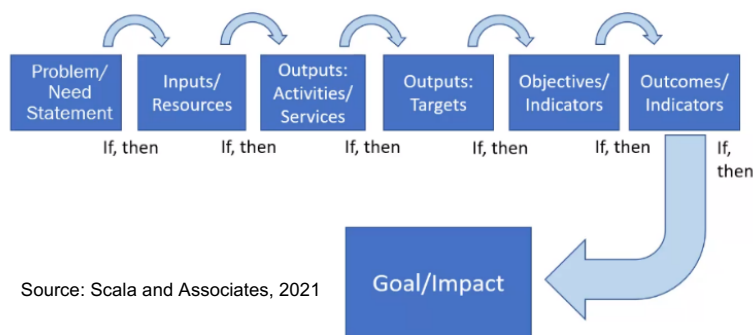 Problem/
Need
Statement
Inputs/
Resources
Outputs:
Activities/
Services
Outputs:
Targets
Objectives/
Indicators
Outcomes/
Indicators
If, then
If, then
If, then
If, then
If, then
If,
then
Goal/Impact
Source: Scala and Associates, 2021